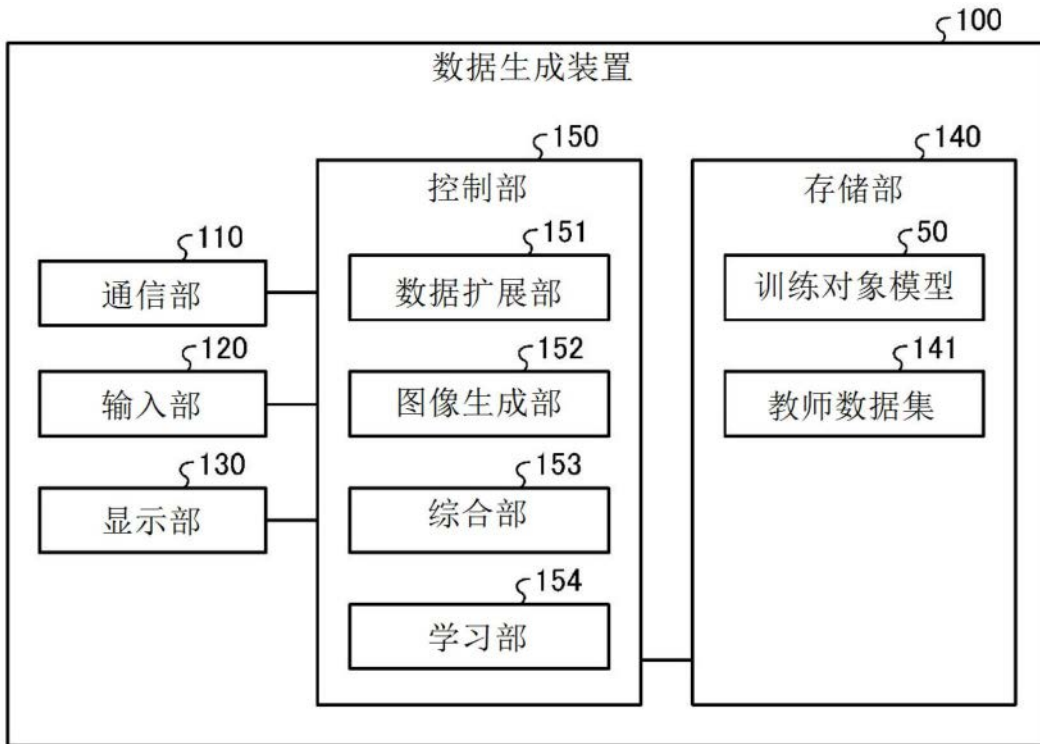 100
数据生成装置
150
控制部
140
存储部
110
通信部
151
数据扩展部
50
训练对象模型
120
输入部
152
图像生成部
141
教师数据集
130
显示部
153
综合部
154
学习部